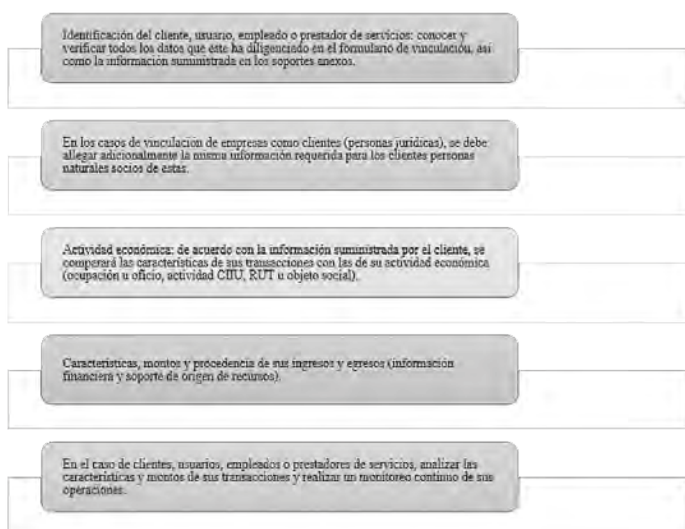 Identificación del cliente, usuario, empleado o prestador de servicios: conocer y
verificar todos los datos que éste ha diligenciado en el formulario de vinculación, así
como la información suministrada en los soportes anexos.
En los casos de vinculación de empresas como clientes (personas jurídicas), se debe
allegar adicionalmente la misma información requerida para los clientes personas
naturales socios de estas.
Actividad económica: de acuerdo con la información suministrada por el cliente, se
comparará las características de sus transacciones con las de su actividad económica
(ocupación u oficio, actividad CIIU, RUT u objeto social).
Características, montos y procedencia de sus ingresos y egresos (información
financiera y soporte de origen de recursos).
En el caso de clientes, usuarios, empleados o prestadores de servicios, analizar las
características y montos de sus transacciones y realizar un monitoreo continuo de sus
operaciones.